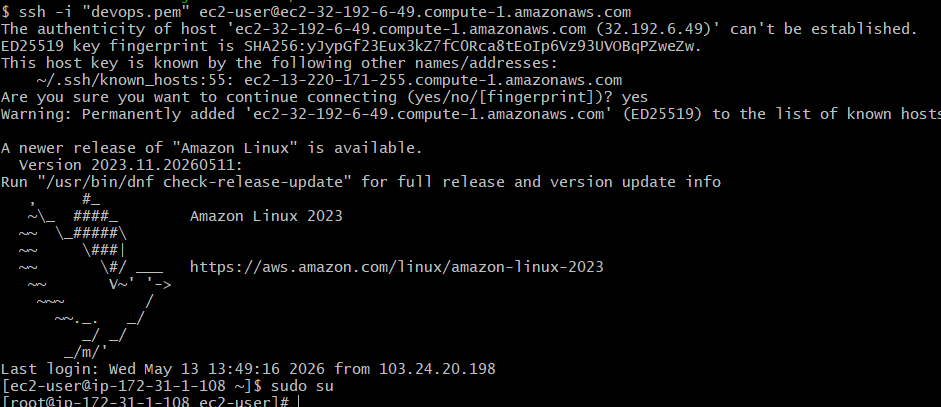 $ ssh -i "devops.pem" ec2-user@ec2-32-192-6-49.compute-1.amazonaws.com
The authenticity of host 'ec2-32-192-6-49.compute-1.amazonaws.com (32.192.6.49)' can't be established.
ED25519 key fingerprint is SHA256:yJypGf23Eux3kZ7fCORca8tEoIp6Vz93UVOBqPZweZw.
This host key is known by the following other names/addresses:
    ~/.ssh/known_hosts:55: ec2-13-220-171-255.compute-1.amazonaws.com
Are you sure you want to continue connecting (yes/no/[fingerprint])? yes
Warning: Permanently added 'ec2-32-192-6-49.compute-1.amazonaws.com' (ED25519) to the list of known hosts
A newer release of "Amazon Linux" is available.
  Version 2023.11.20260511:
Run "/usr/bin/dnf check-release-update" for full release and version update info
   ,     #_
   ~\_  ####_        Amazon Linux 2023
  ~~  \_#####\
  ~~     \###|
  ~~       \#/ ___   https://aws.amazon.com/linux/amazon-linux-2023
   ~~       V~' '->
    ~~~         /
      ~~._.   _/
         _/ _/
       _/m/'
Last login: Wed May 13 13:49:16 2026 from 103.24.20.198
[ec2-user@ip-172-31-1-108 ~]$ sudo su
[root@ip-172-31-1-108 ec2-user]#